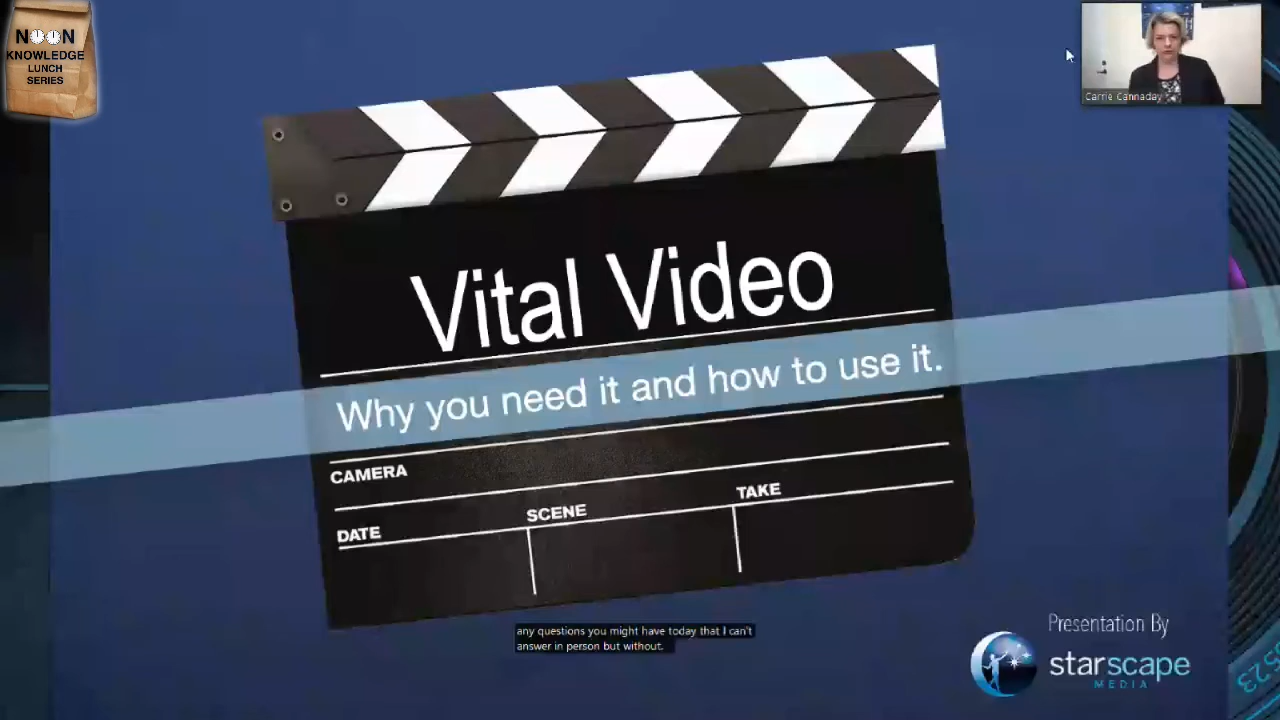 NOON
KNOWLEDGE
LUNCH
SERIES
Carrie Cannaday
Vital Video
Why you need it and how to use it.
CAMERA
DATE
SCENE
TAKE
any questions you might have today that I can't
answer in person but without.
Presentation By
starscape
MEDIA
523